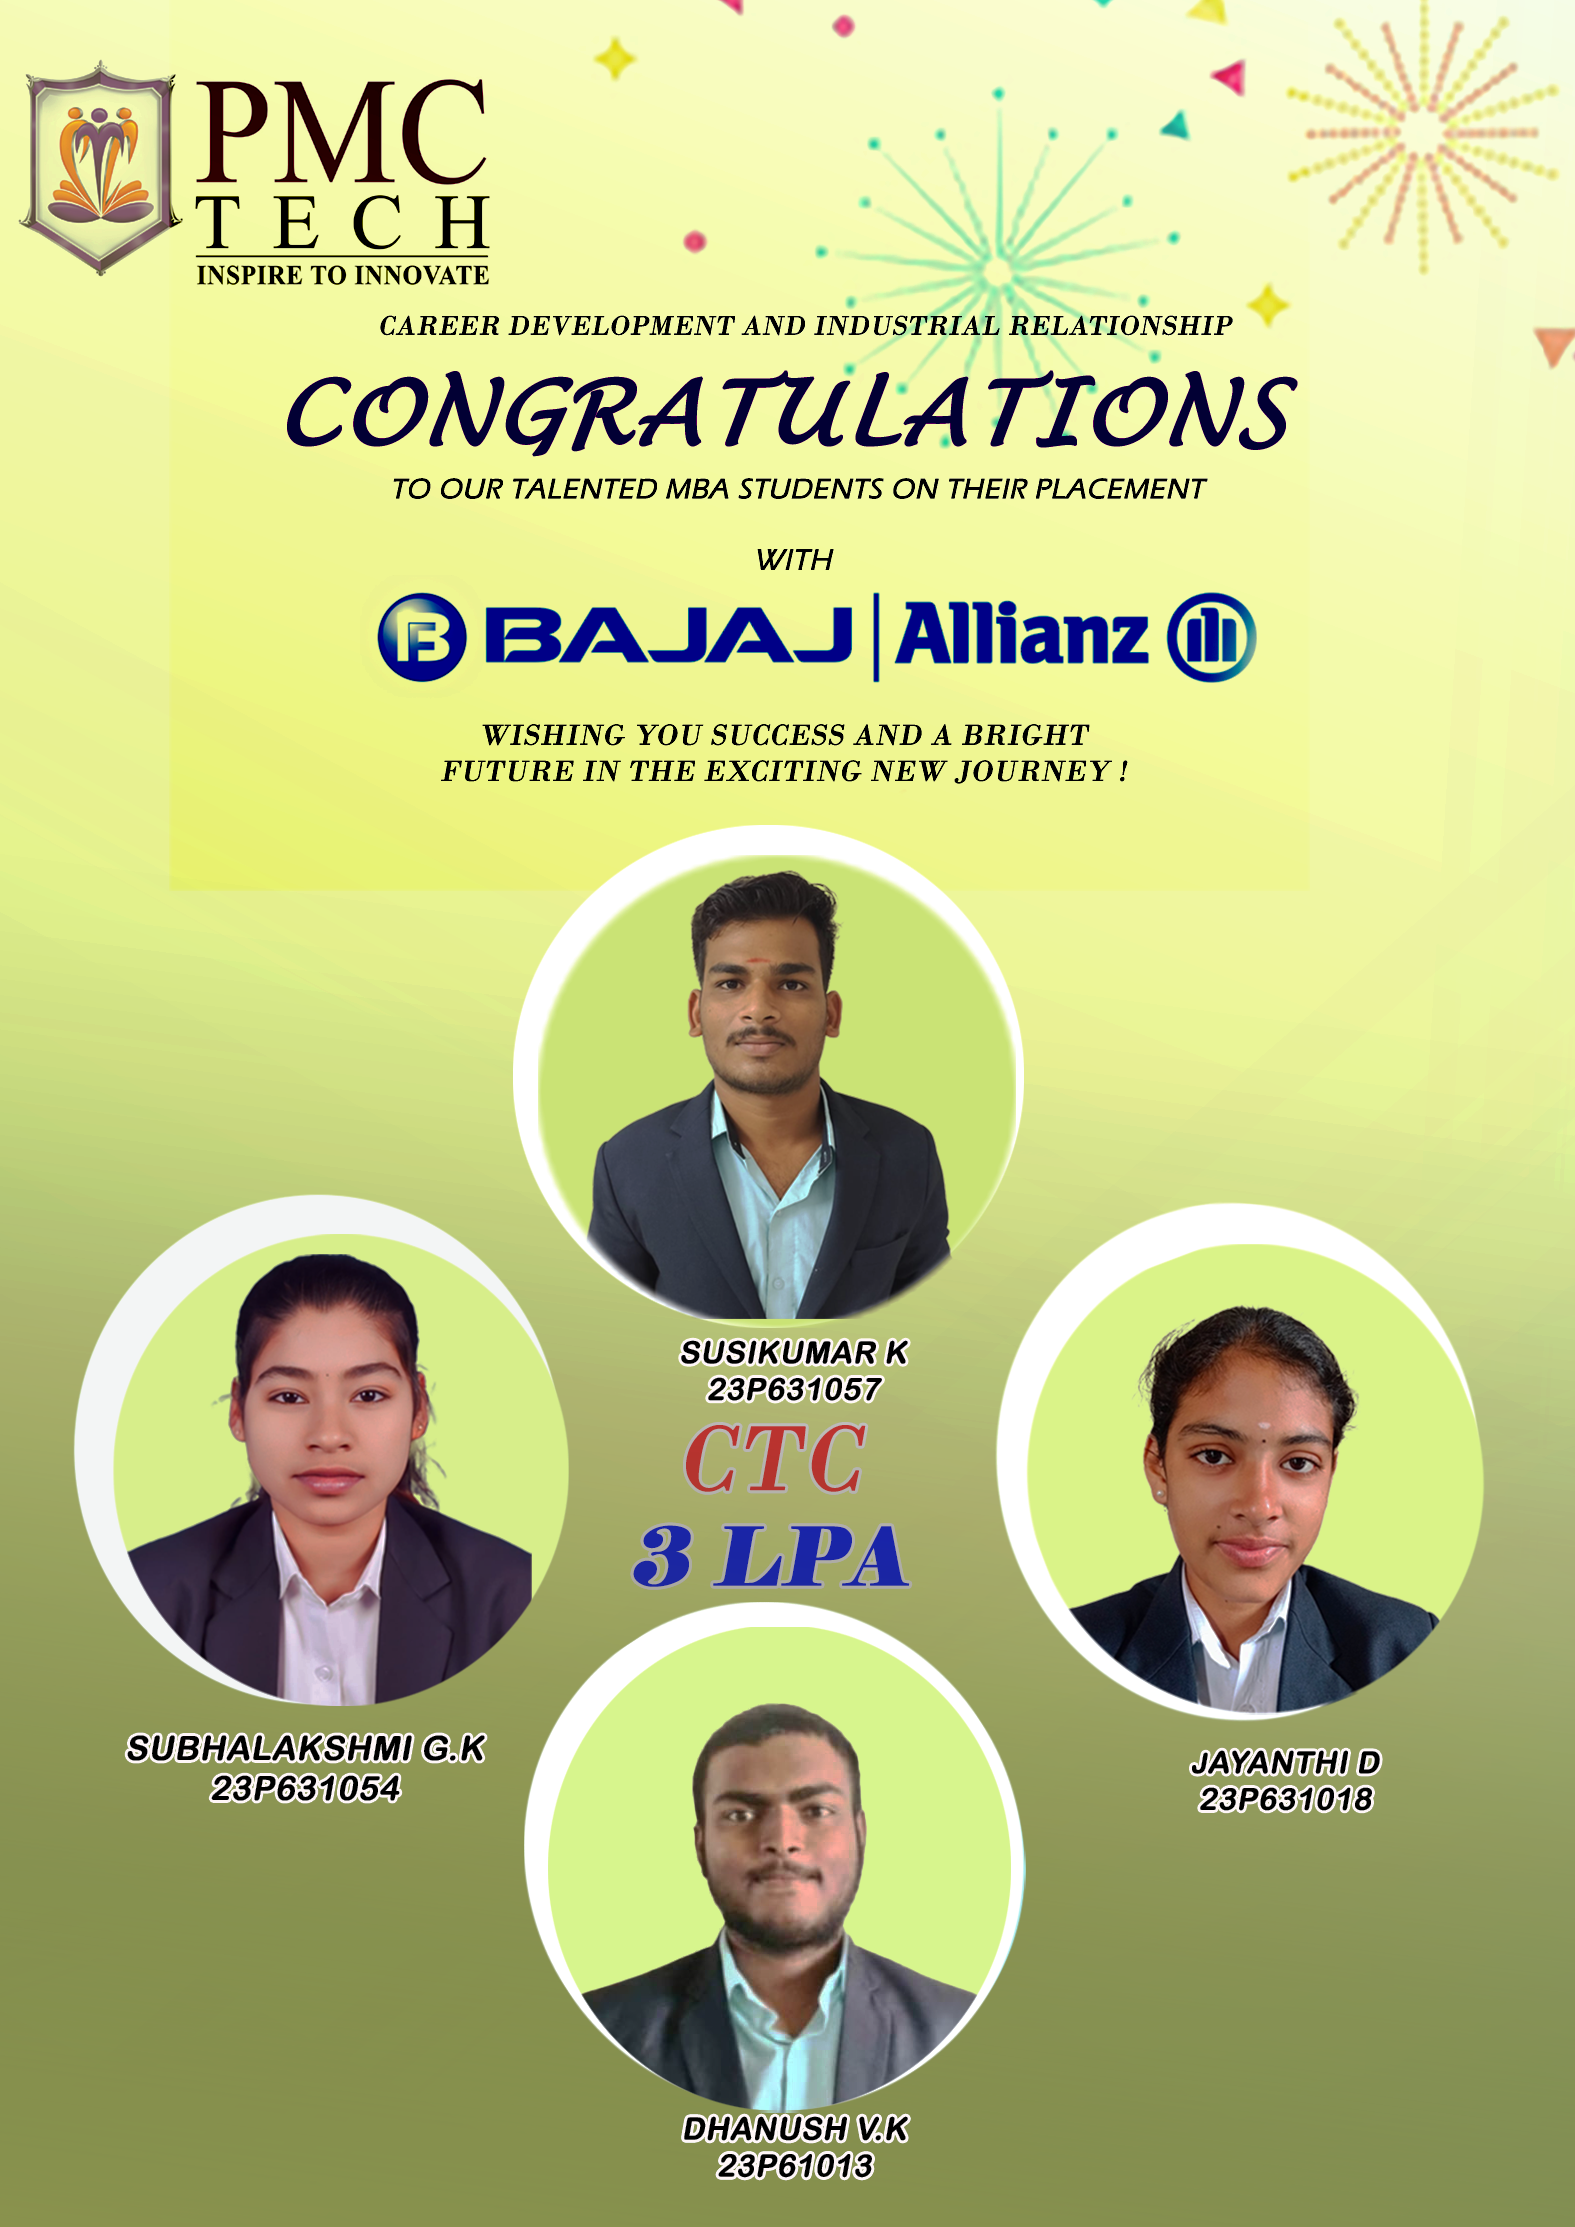 PMC
TECH
INSPIRE TO INNOVATE
CAREER DEVELOPMENT AND INDUSTRIAL RELATIONSHIP
CONGRATULATIONS
TO OUR TALENTED MBA STUDENTS ON THEIR PLACEMENT
WITH
BAJAJ | Allianz
WISHING YOU SUCCESS AND A BRIGHT
FUTURE IN THE EXCITING NEW JOURNEY !
SUSIKUMAR K
23P631057
CTC
3 LPA
SUBHALAKSHMI G.K
23P631054
JAYANTHI D
23P631018
DHANUSH V.K
23P61013